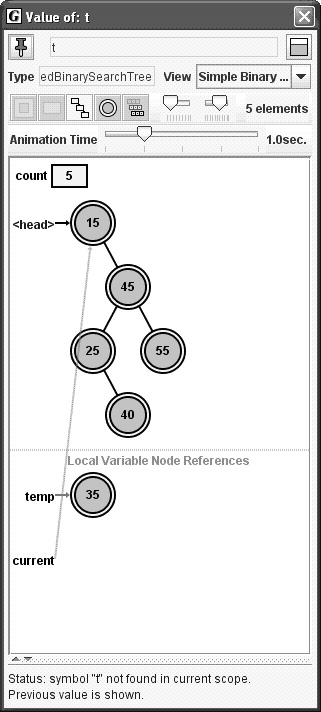 Value of: t
t
Type edBinarySearchTree View Simple Binary ...
5 elements
Animation Time 1.0sec.
count 5
<head> 15
45
25 55
40
Local Variable Node References
temp 35
current
Status: symbol "t" not found in current scope.
Previous value is shown.